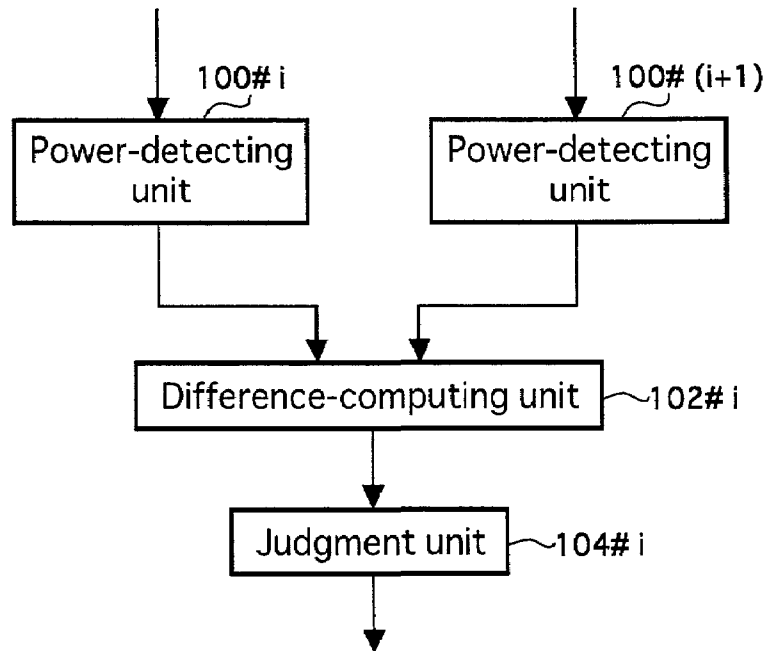 100# i
100# (i+1)
Power-detecting
unit
Power-detecting
unit
Difference-computing unit
102# i
Judgment unit
104# i